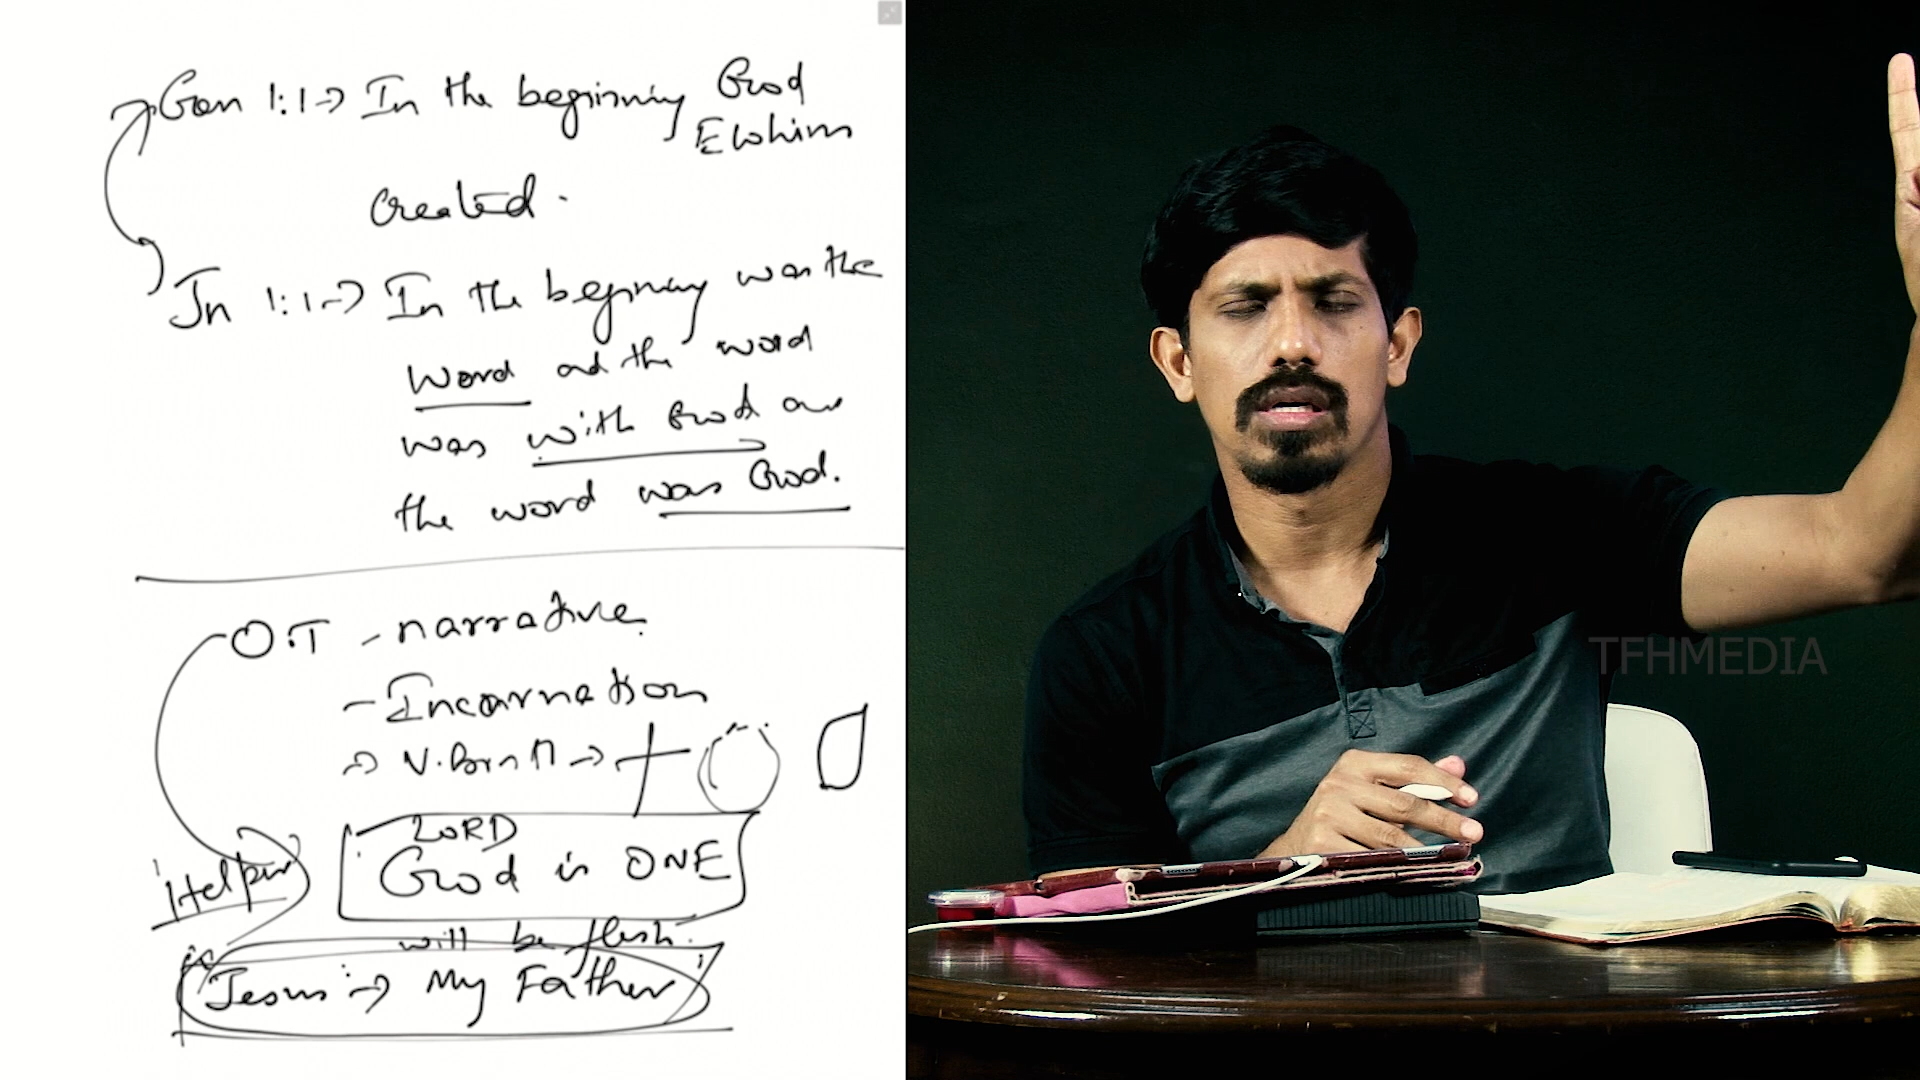 Gen 1:1 → In the beginning God
Elohim
created.
Jn 1:1 → In the beginning was the
Word and the word
was with God and
the word was God.
O.T - narrative.
- Incarnation
→ V. Born →
LORD
God is ONE
Helper
will be flesh.
Jesus :→ My Father
TFHMEDIA